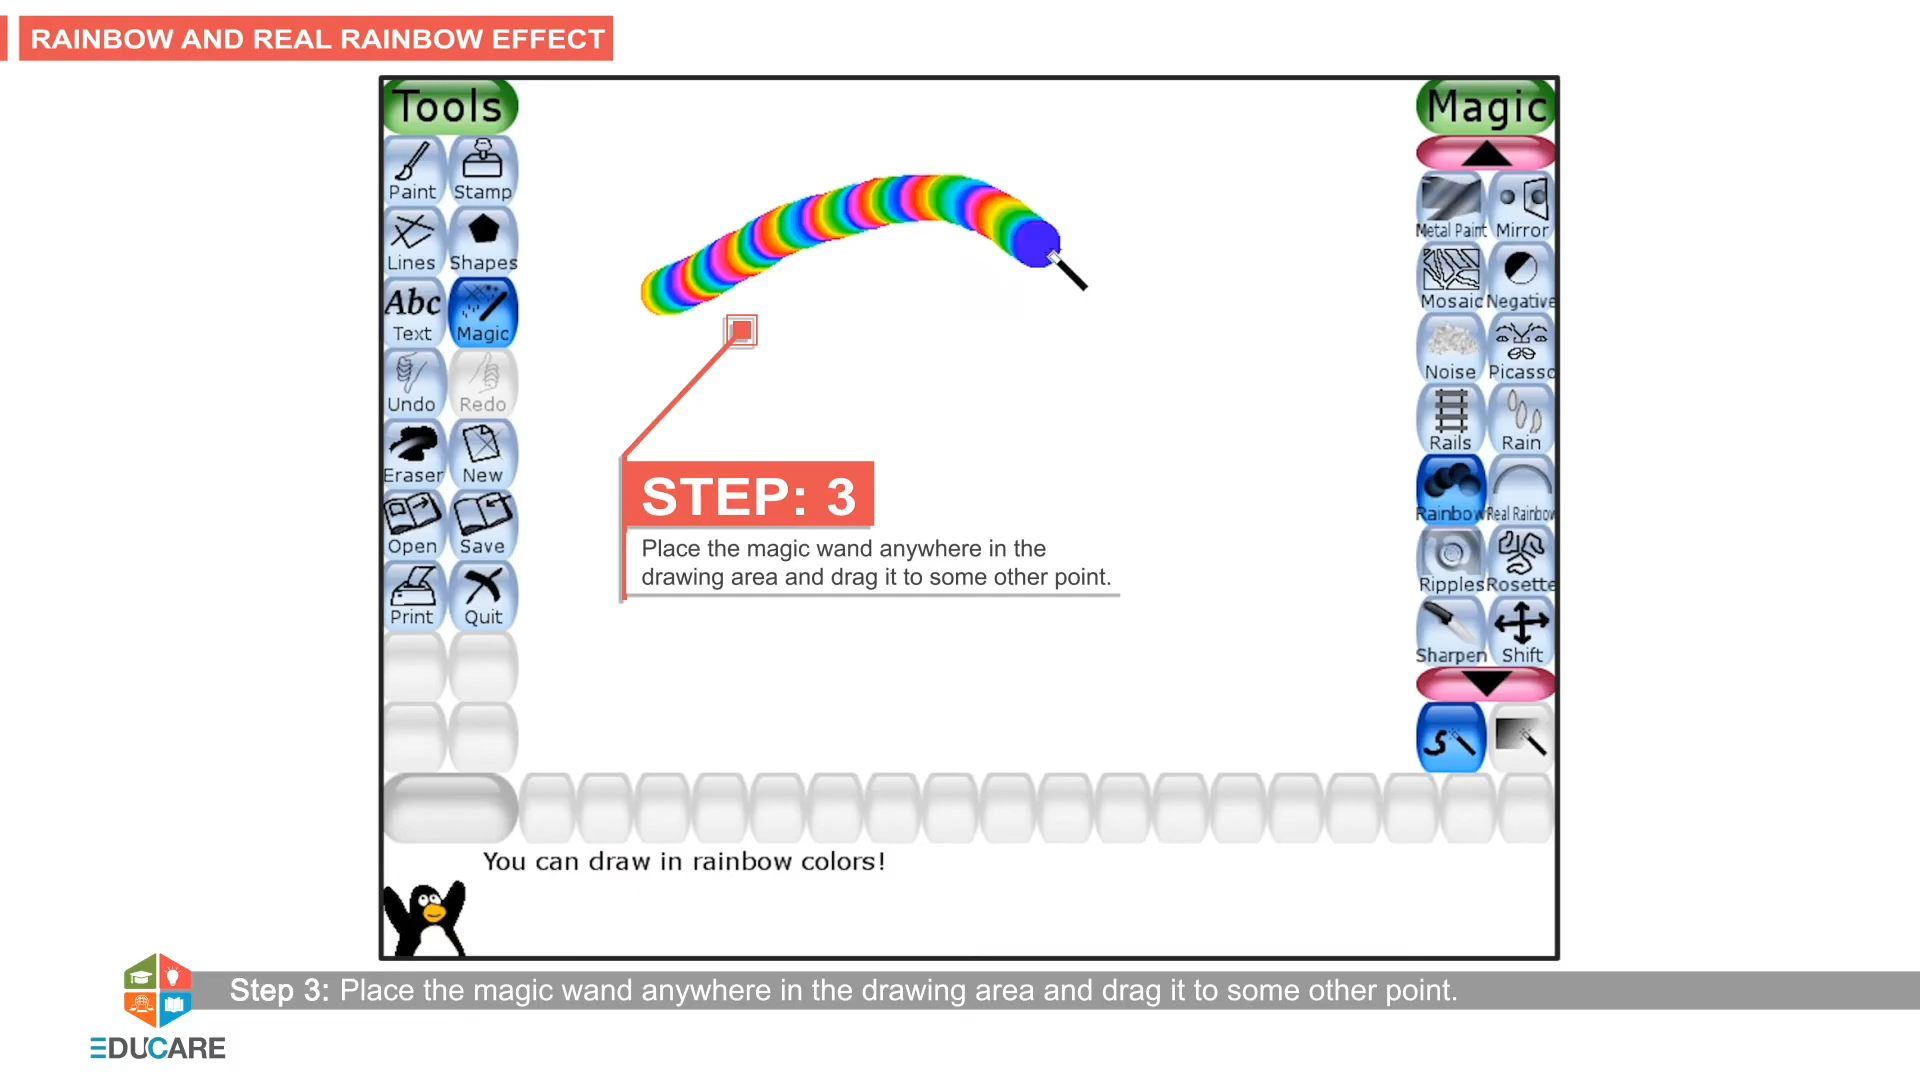 RAINBOW AND REAL RAINBOW EFFECT
Tools
Magic
Paint Stamp
Metal Paint Mirror
Lines Shapes
Mosaic Negative
Abc
Text Magic
Noise Picasso
Undo Redo
Rails Rain
Eraser New
Rainbow Real Rainbow
Open Save
Ripples Rosette
Print Quit
Sharpen Shift
STEP: 3
Place the magic wand anywhere in the
drawing area and drag it to some other point.
You can draw in rainbow colors!
Step 3: Place the magic wand anywhere in the drawing area and drag it to some other point.
EDUCARE